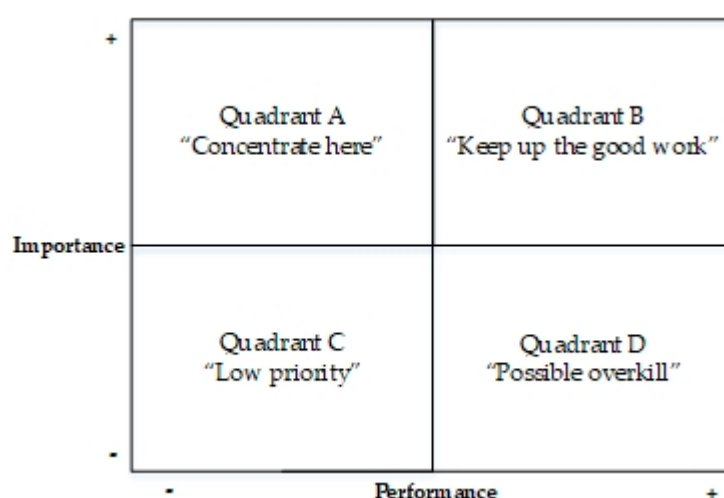 +
Quadrant A
“Concentrate here”
Quadrant B
“Keep up the good work”
Importance
Quadrant C
“Low priority”
Quadrant D
“Possible overkill”
-
-
Performance
+